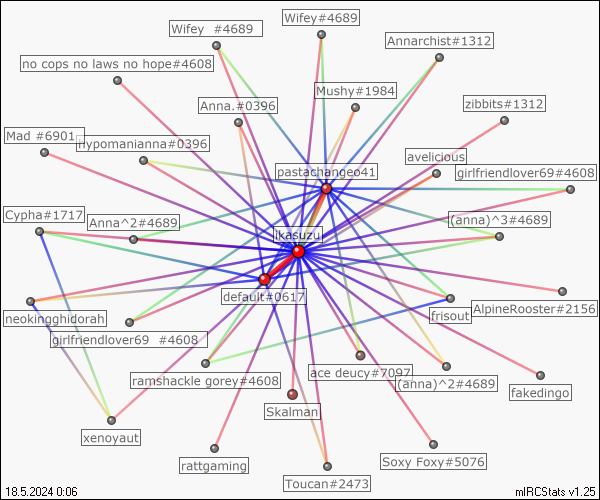 Wifey #4689
Wifey#4689
Annarchist#1312
no cops no laws no hope#4608
Mushy#1984
Anna.#0396
zibbits#1312
Mad #6901
Hypomanianna#0396
avelicious
pastachangeo41
girlfriendlover69#4608
Cypha#1717
Anna^2#4689
(anna)^3#4689
ikasuzu
default#0617
neokingghidorah
AlpineRooster#2156
frisout
girlfriendlover69 #4608
ramshackle gorey#4608
ace deucy#7097
(anna)^2#4689
fakedingo
Skalman
xenoyaut
rattgaming
Soxy Foxy#5076
Toucan#2473
18.5.2024 0:06
mIRCStats v1.25